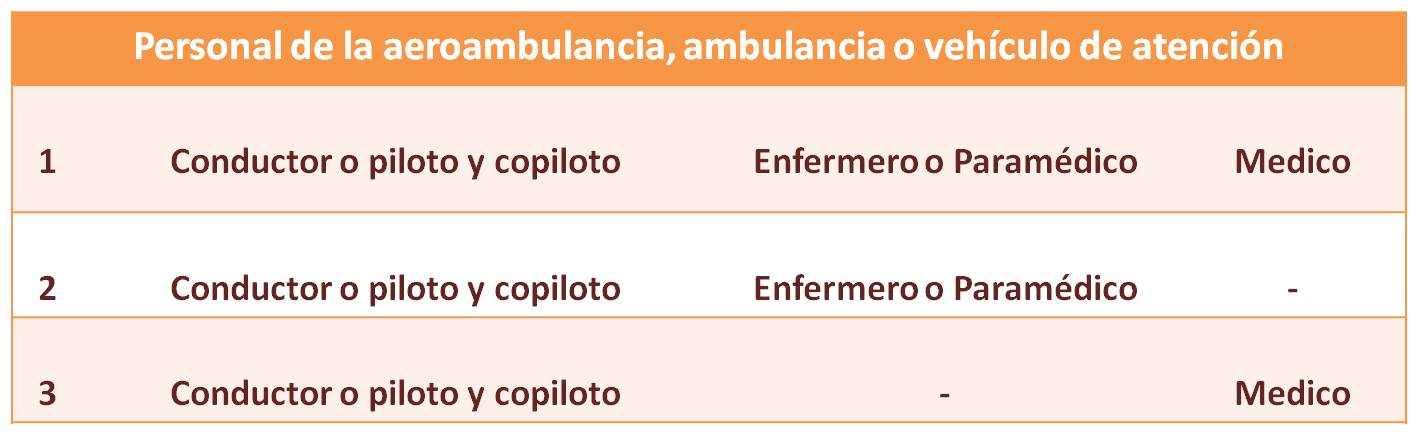 Personal de la aeroambulancia, ambulancia o vehículo de atención
1 Conductor o piloto y copiloto Enfermero o Paramédico Medico
2 Conductor o piloto y copiloto Enfermero o Paramédico -
3 Conductor o piloto y copiloto - Medico